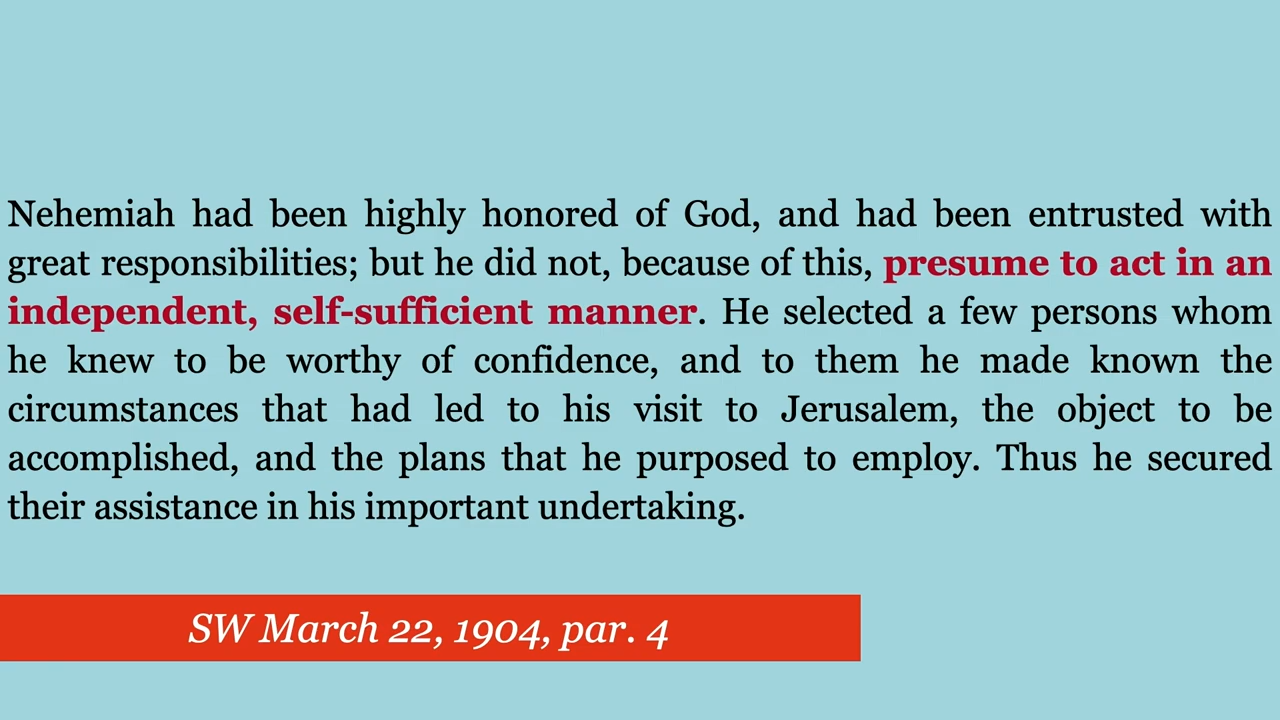 Nehemiah had been highly honored of God, and had been entrusted with
great responsibilities; but he did not, because of this, presume to act in an
independent, self-sufficient manner. He selected a few persons whom
he knew to be worthy of confidence, and to them he made known the
circumstances that had led to his visit to Jerusalem, the object to be
accomplished, and the plans that he purposed to employ. Thus he secured
their assistance in his important undertaking.
SW March 22, 1904, par. 4